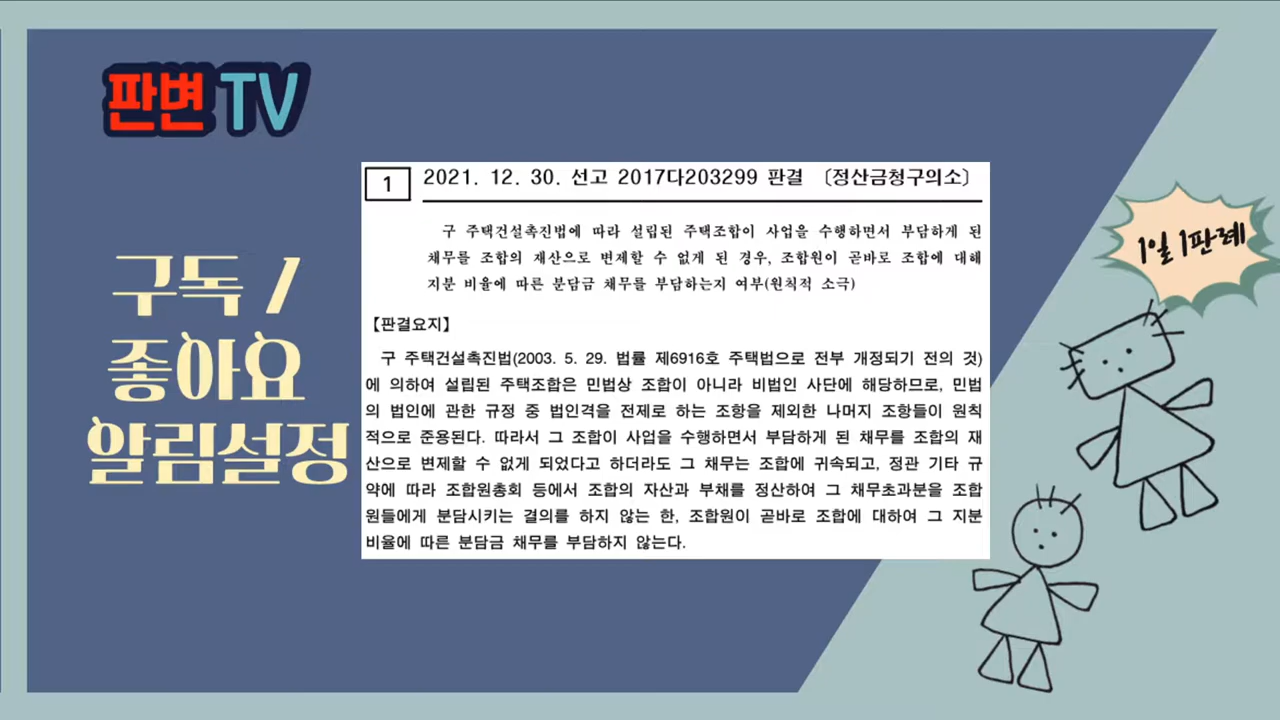 판변 TV
구독 /
좋아요
알림설정
1 2021. 12. 30. 선고 2017다203299 판결 〔정산금청구의소〕
구 주택건설촉진법에 따라 설립된 주택조합이 사업을 수행하면서 부담하게 된
채무를 조합의 재산으로 변제할 수 없게 된 경우, 조합원이 곧바로 조합에 대해
지분 비율에 따른 분담금 채무를 부담하는지 여부(원칙적 소극)
【판결요지】
구 주택건설촉진법(2003. 5. 29. 법률 제6916호 주택법으로 전부 개정되기 전의 것)
에 의하여 설립된 주택조합은 민법상 조합이 아니라 비법인 사단에 해당하므로, 민법
의 법인에 관한 규정 중 법인격을 전제로 하는 조항을 제외한 나머지 조항들이 원칙
적으로 준용된다. 따라서 그 조합이 사업을 수행하면서 부담하게 된 채무를 조합의 재
산으로 변제할 수 없게 되었다고 하더라도 그 채무는 조합에 귀속되고, 정관 기타 규
약에 따라 조합원총회 등에서 조합의 자산과 부채를 정산하여 그 채무초과분을 조합
원들에게 분담시키는 결의를 하지 않는 한, 조합원이 곧바로 조합에 대하여 그 지분
비율에 따른 분담금 채무를 부담하지 않는다.
1일 1판례